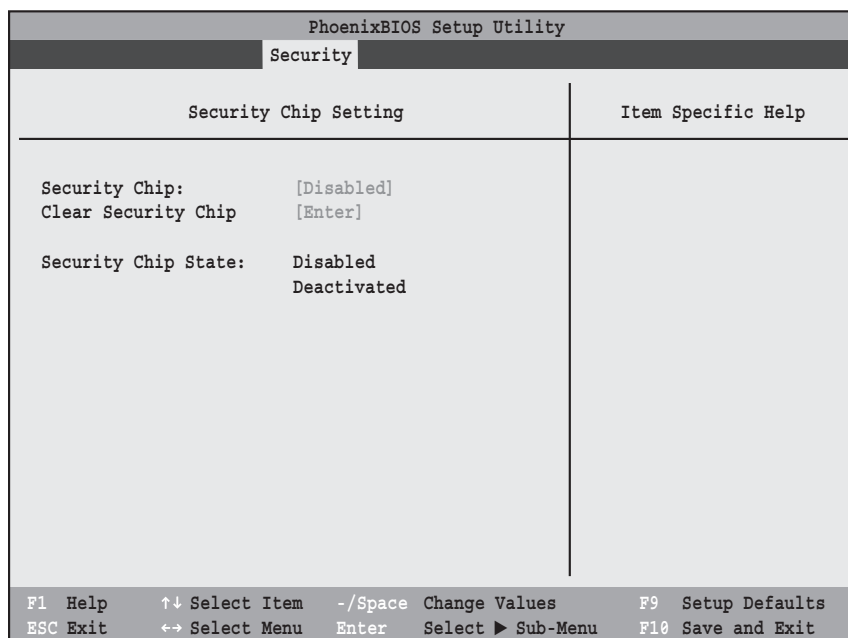 PhoenixBIOS Setup Utility
Security
Security Chip Setting
Item Specific Help
Security Chip: [Disabled]
Clear Security Chip [Enter]
Security Chip State: Disabled
Deactivated
F1 Help ↑↓ Select Item -/Space Change Values F9 Setup Defaults
ESC Exit ←→ Select Menu Enter Select ▶ Sub-Menu F10 Save and Exit